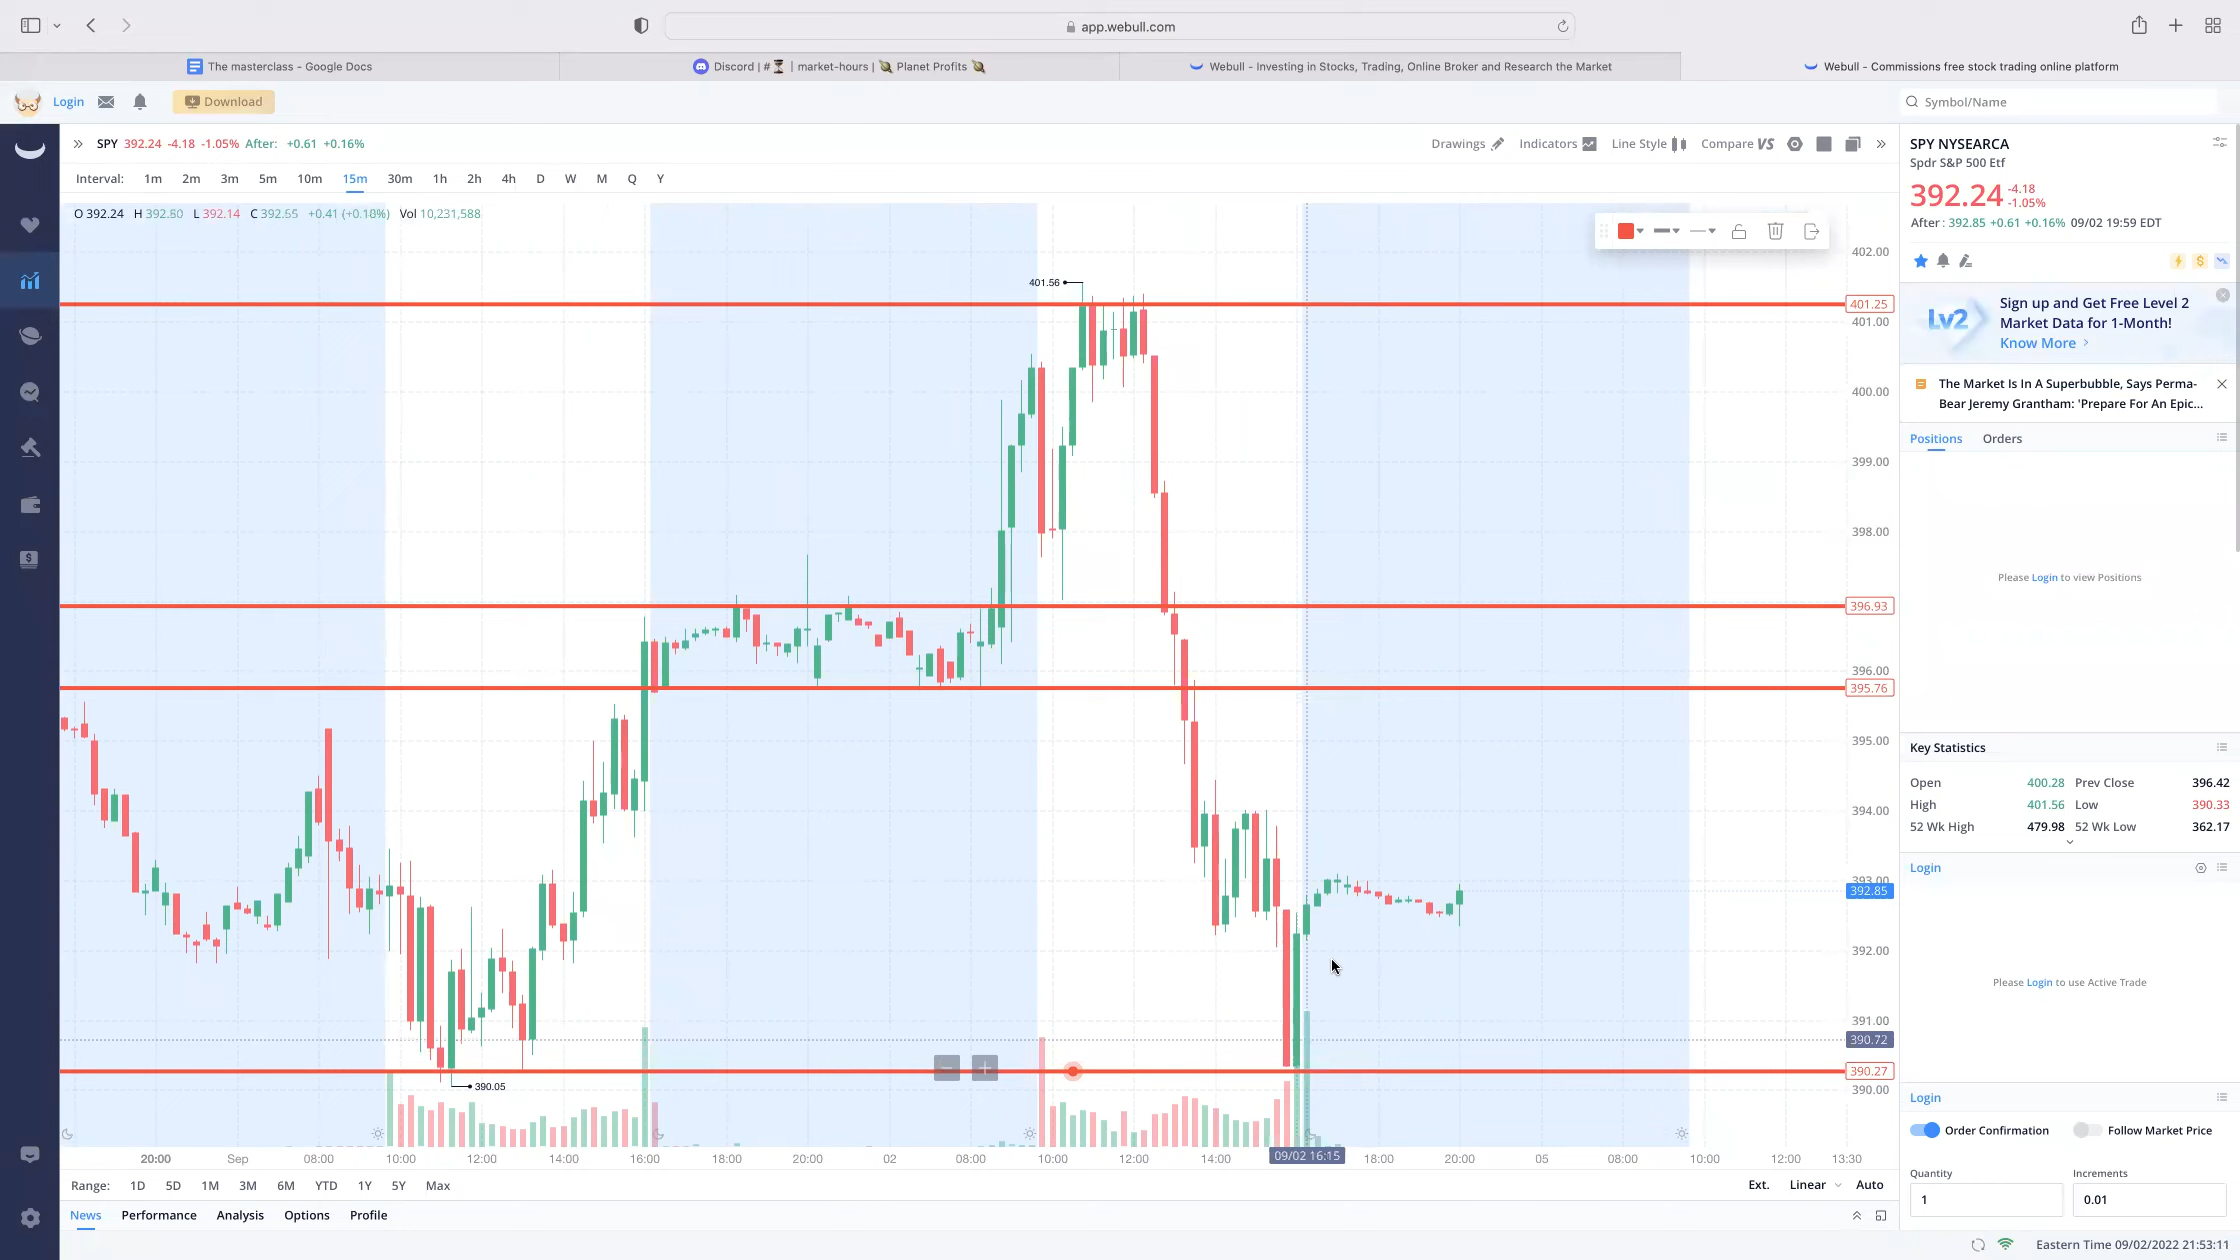 app.webull.com
The masterclass - Google Docs
Discord | #⏳ | market-hours | 🪐 Planet Profits 🪐
Webull - Investing in Stocks, Trading, Online Broker and Research the Market
Webull - Commissions free stock trading online platform
Login
Download
Symbol/Name
SPY 392.24 -4.18 -1.05% After: +0.61 +0.16%
Drawings
Indicators
Line Style
Compare VS
Interval: 1m 2m 3m 5m 10m 15m 30m 1h 2h 4h D W M Q Y
O 392.24 H 392.80 L 392.14 C 392.65 +0.41 (+0.10%) Vol 10,231,588
402.00
401.56
401.25
401.00
400.00
399.00
398.00
396.93
396.00
395.76
395.00
394.00
393.00
392.85
392.00
391.00
390.72
390.27
390.05
390.00
20:00 Sep 08:00 10:00 12:00 14:00 16:00 18:00 20:00 02 08:00 10:00 12:00 14:00 09/02 16:15 18:00 20:00 05 08:00 10:00 12:00 13:30
Range: 1D 5D 1M 3M 6M YTD 1Y 5Y Max
Ext. Linear Auto
News Performance Analysis Options Profile
SPY NYSEARCA
Spdr S&P 500 Etf
392.24 -4.18
-1.05%
After: 392.85 +0.61 +0.16% 09/02 19:59 EDT
Lv2
Sign up and Get Free Level 2
Market Data for 1-Month!
Know More >
The Market Is In A Superbubble, Says Perma-
Bear Jeremy Grantham: 'Prepare For An Epic...
Positions Orders
Please Login to view Positions
Key Statistics
Open 400.28 Prev Close 396.42
High 401.56 Low 390.33
52 Wk High 479.98 52 Wk Low 362.17
Login
Please Login to use Active Trade
Login
Order Confirmation Follow Market Price
Quantity Increments
1 0.01
Eastern Time 09/02/2022 21:53:11